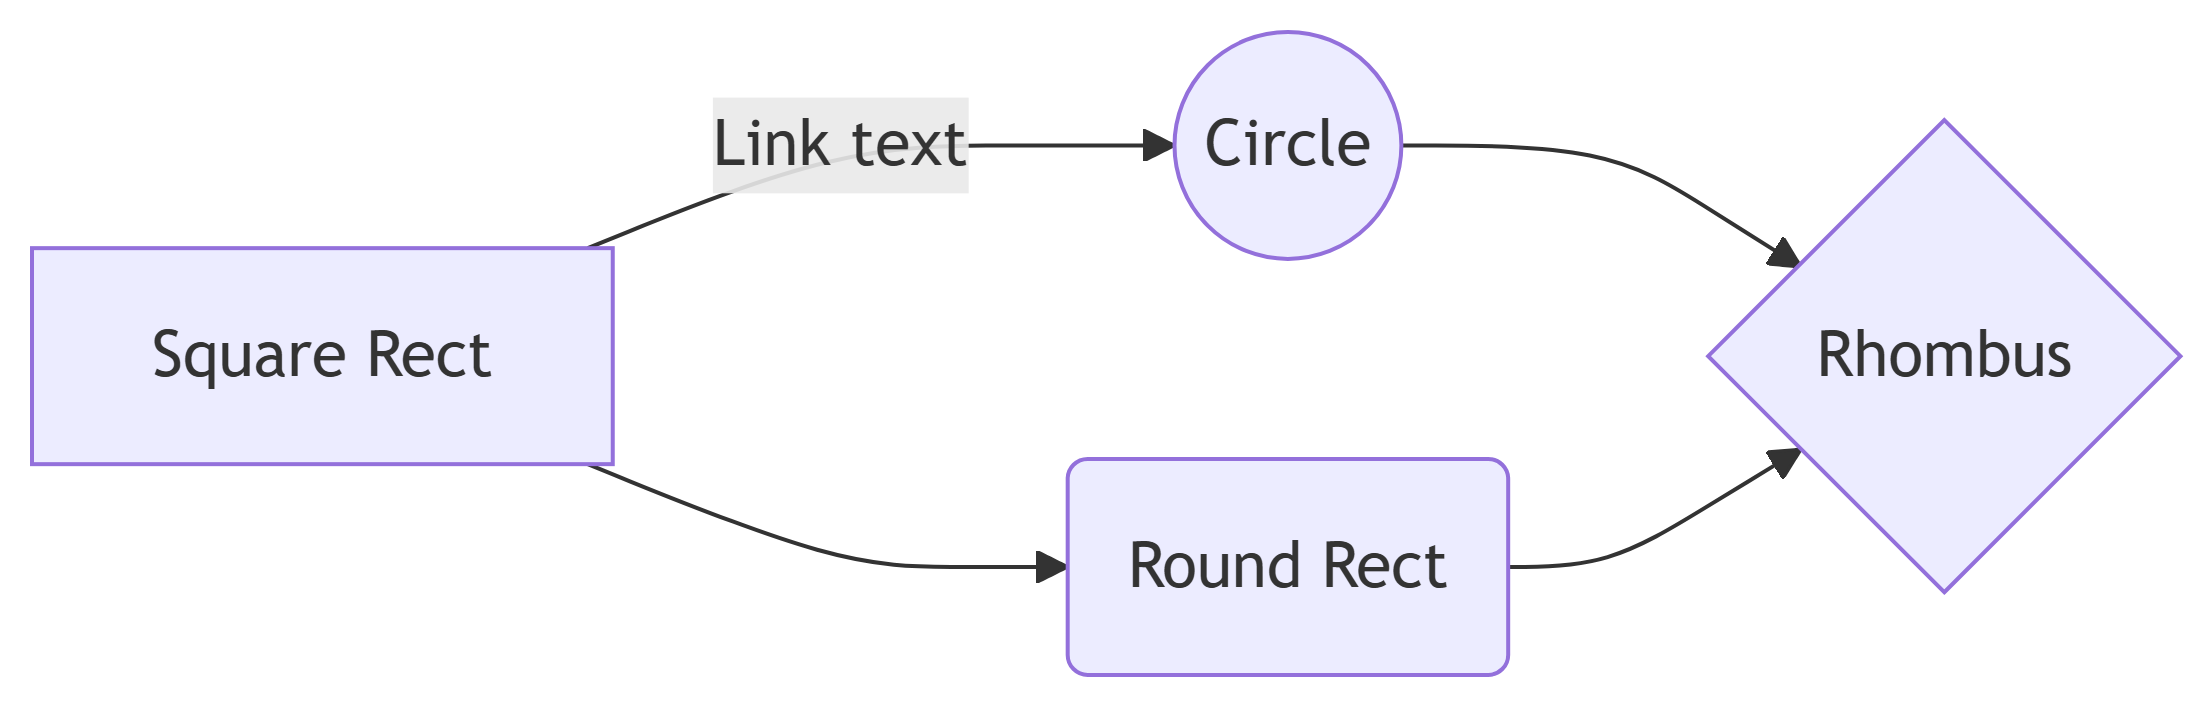 Link text
Circle
Square Rect
Rhombus
Round Rect